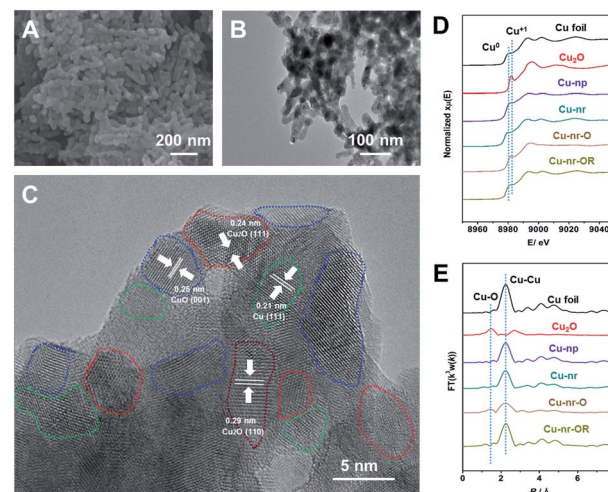 A
200 nm
B
100 nm
C
0.24 nm
Cu₂O (111)
0.25 nm
CuO (001)
0.21 nm
Cu (111)
0.29 nm
Cu₂O (110)
5 nm
D
Cu⁰
Cu⁺¹
Cu foil
Cu₂O
Cu-np
Cu-nr
Cu-nr-O
Cu-nr-OR
Normalized χμ(E)
8960 8980 9000 9020 9040
E/ eV
E
Cu-O
Cu-Cu
Cu foil
Cu₂O
Cu-np
Cu-nr
Cu-nr-O
Cu-nr-OR
FT(k³w(k))
0 2 4 6
R / Å